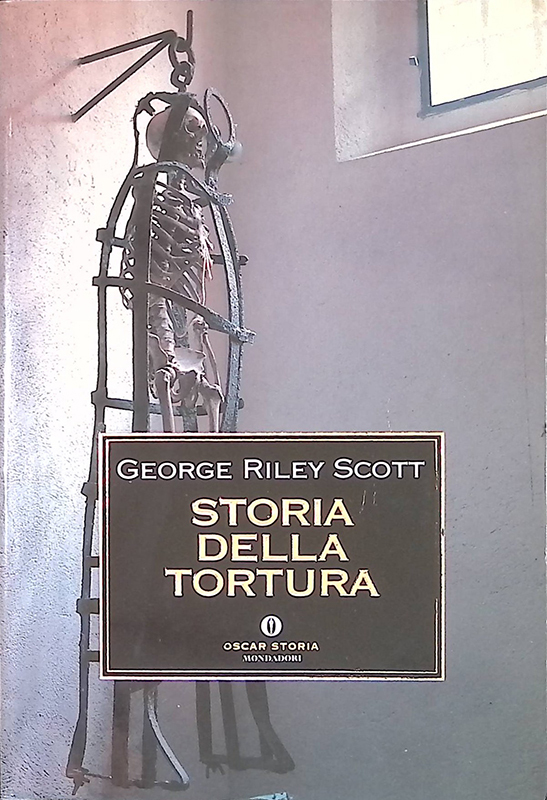 GEORGE RILEY SCOTT
STORIA
DELLA
TORTURA
OSCAR STORIA
MONDADORI